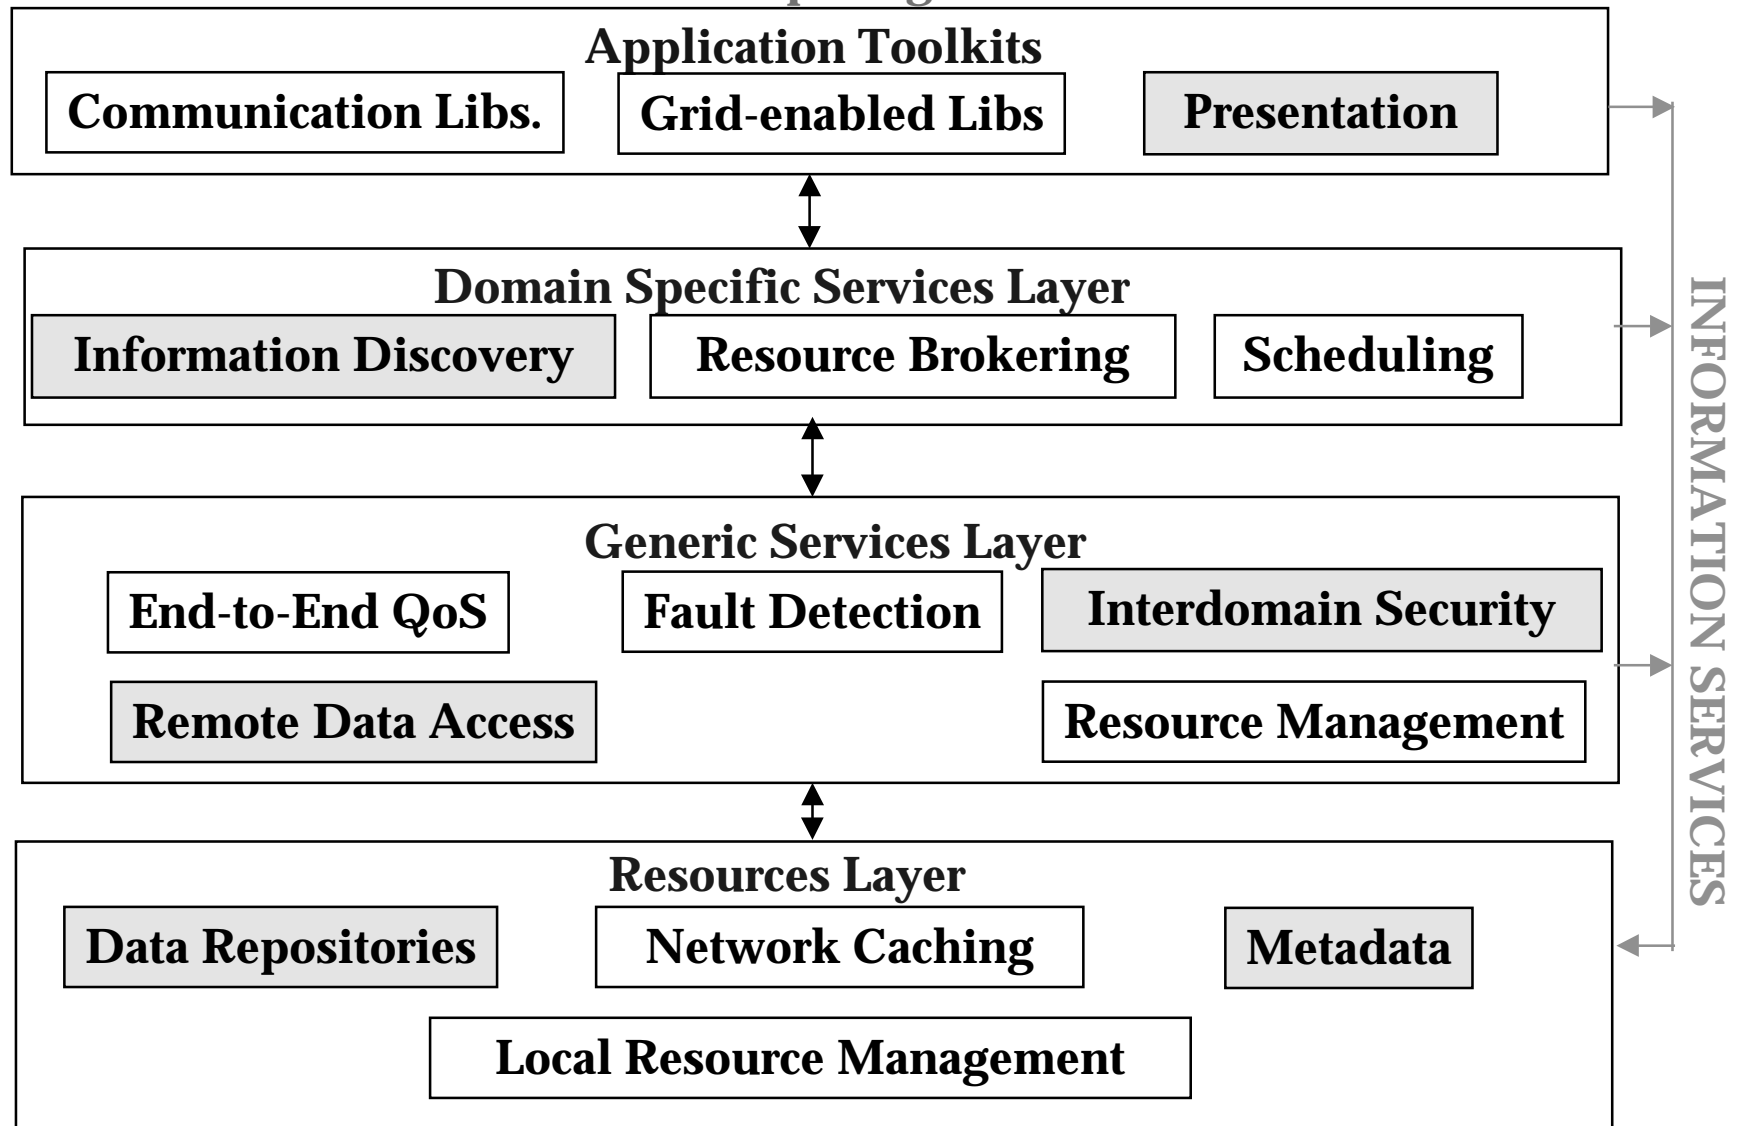 Application Toolkits
Communication Libs.
Grid-enabled Libs
Presentation
Domain Specific Services Layer
Information Discovery
Resource Brokering
Scheduling
Generic Services Layer
End-to-End QoS
Fault Detection
Interdomain Security
Remote Data Access
Resource Management
Resources Layer
Data Repositories
Network Caching
Metadata
Local Resource Management
INFORMATION SERVICES